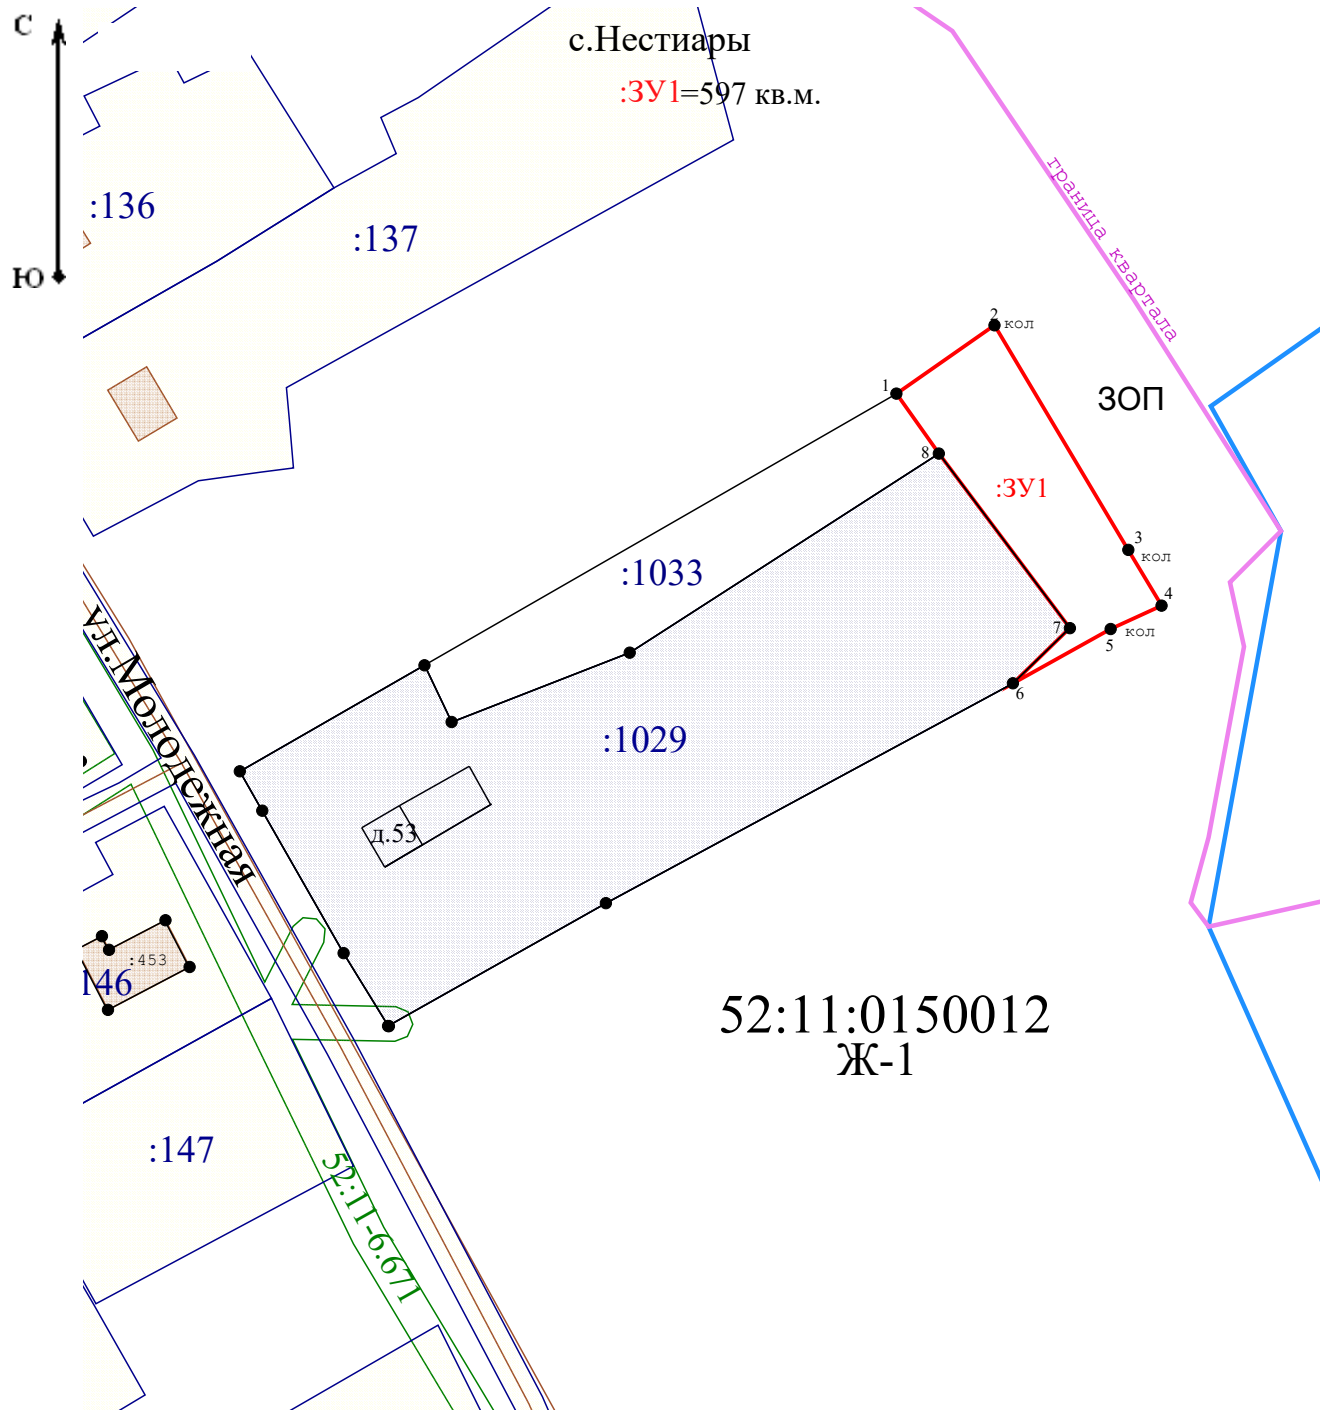 С
Ю
с.Нестиары
:ЗУ1=597 кв.м.
:136
:137
граница квартала
2
кол
1
ЗОП
8
:ЗУ1
3
кол
:1033
4
7
5
кол
6
ул.Молодежная
:1029
д.53
:453
146
52:11:0150012
Ж-1
:147
52:11-6.671